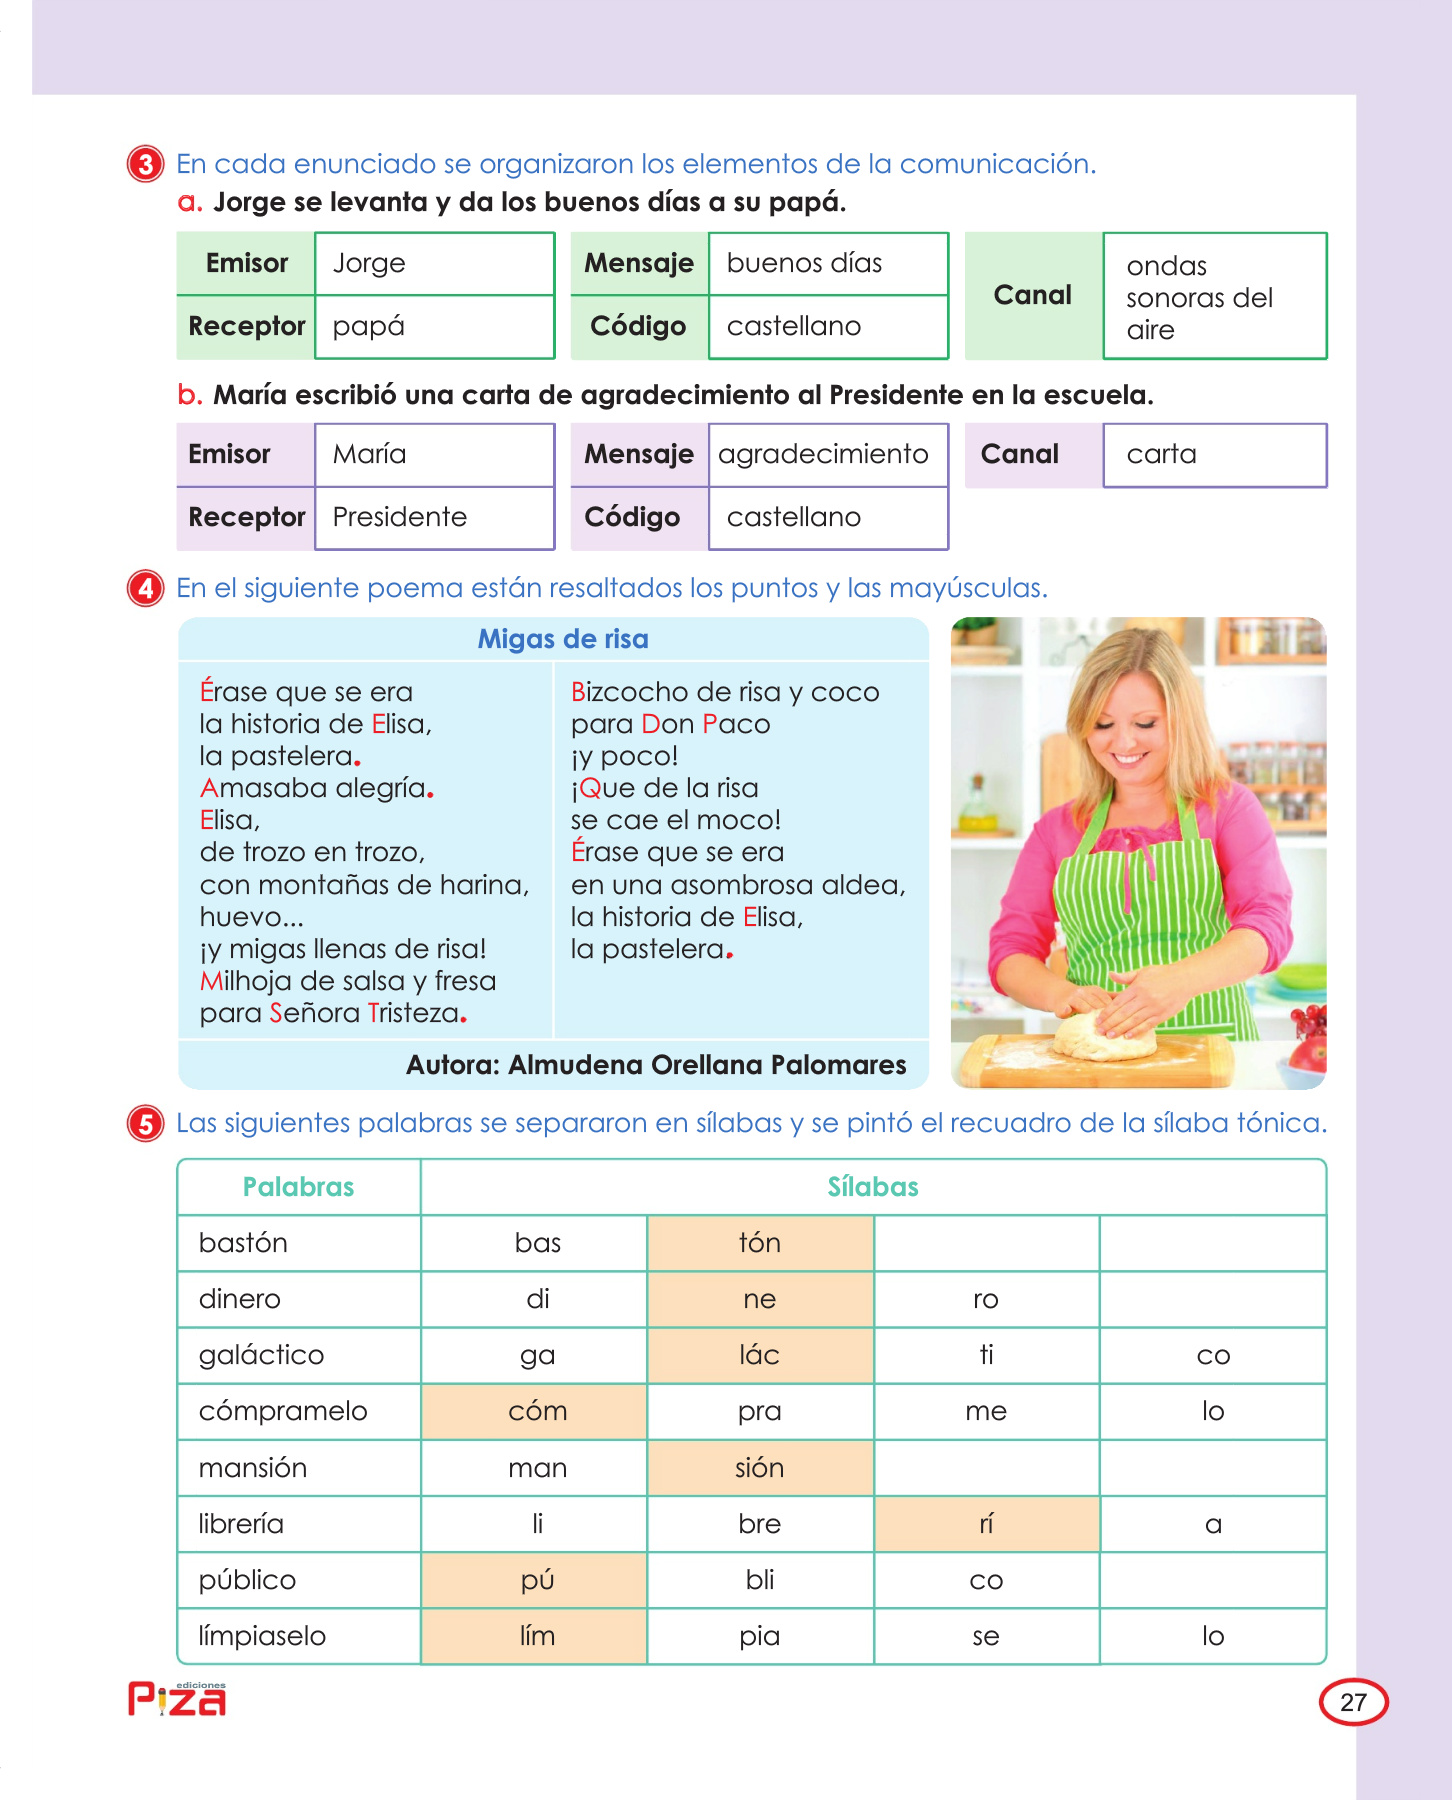 3 En cada enunciado se organizaron los elementos de la comunicación.
a. Jorge se levanta y da los buenos días a su papá.
Emisor Jorge
Receptor papá
Mensaje buenos días
Código castellano
Canal ondas
sonoras del
aire
b. María escribió una carta de agradecimiento al Presidente en la escuela.
Emisor María
Receptor Presidente
Mensaje agradecimiento
Código castellano
Canal carta
4 En el siguiente poema están resaltados los puntos y las mayúsculas.
Migas de risa
Érase que se era
la historia de Elisa,
la pastelera.
Amasaba alegría.
Elisa,
de trozo en trozo,
con montañas de harina,
huevo...
¡y migas llenas de risa!
Milhoja de salsa y fresa
para Señora Tristeza.
Bizcocho de risa y coco
para Don Paco
¡y poco!
¡Que de la risa
se cae el moco!
Érase que se era
en una asombrosa aldea,
la historia de Elisa,
la pastelera.
Autora: Almudena Orellana Palomares
5 Las siguientes palabras se separaron en sílabas y se pintó el recuadro de la sílaba tónica.
Palabras Sílabas
bastón bas tón
dinero di ne ro
galáctico ga lác ti co
cómpramelo cóm pra me lo
mansión man sión
librería li bre rí a
público pú bli co
límpiaselo lím pia se lo
ediciones
Piza
27